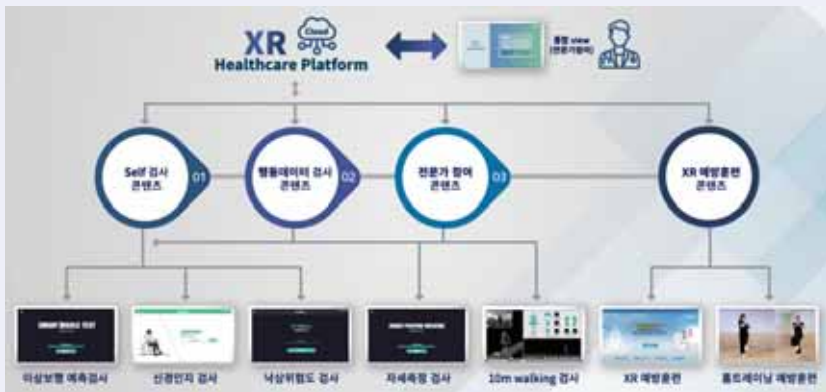 XR
Cloud
Healthcare Platform
통합 view
(전문가참여)
Self 검사
콘텐츠
01
행동데이터 검사
콘텐츠
02
전문가 참여
콘텐츠
03
XR 예방훈련
콘텐츠
이상보행 예측검사
신경인지 검사
낙상위험도 검사
자세측정 검사
10m walking 검사
XR 예방훈련
홈트레이닝 예방훈련